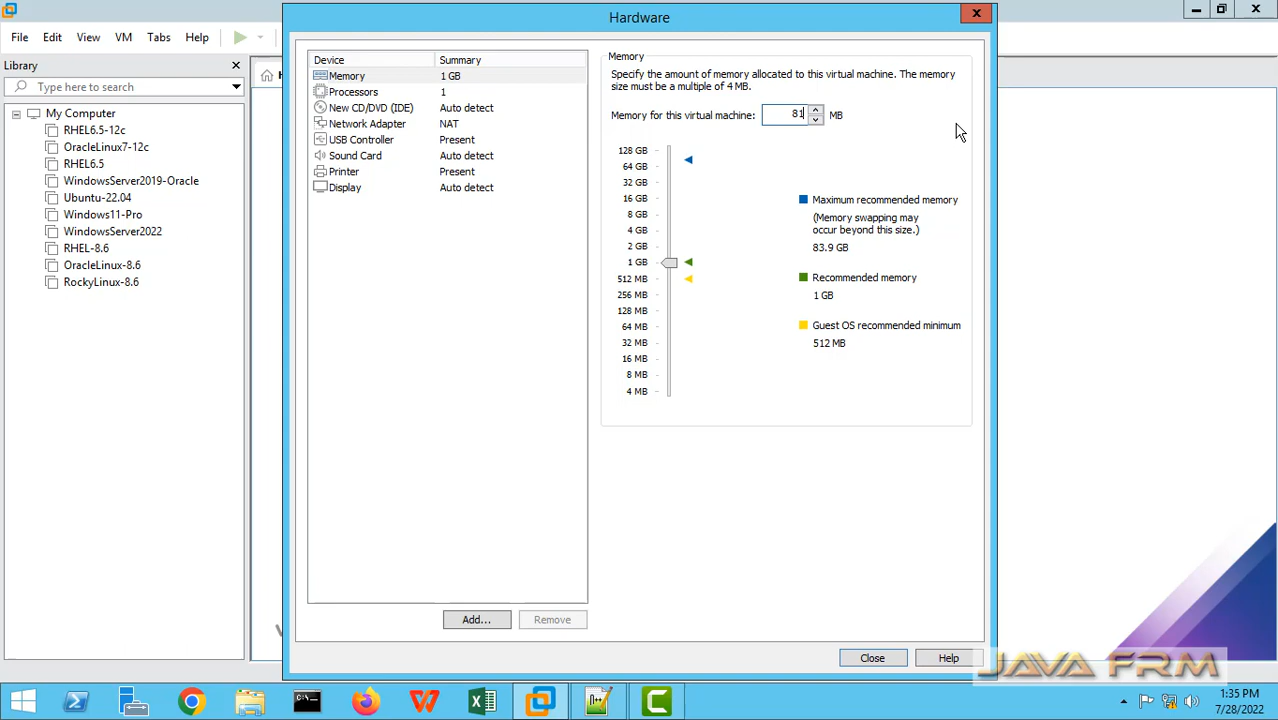 Hardware
File Edit View VM Tabs Help
Library
Type here to search
My Computer
RHEL6.5-12c
OracleLinux7-12c
RHEL6.5
WindowsServer2019-Oracle
Ubuntu-22.04
Windows11-Pro
WindowsServer2022
RHEL-8.6
OracleLinux-8.6
RockyLinux-8.6
Device Summary
Memory 1 GB
Processors 1
New CD/DVD (IDE) Auto detect
Network Adapter NAT
USB Controller Present
Sound Card Auto detect
Printer Present
Display Auto detect
Add... Remove
Memory
Specify the amount of memory allocated to this virtual machine. The memory
size must be a multiple of 4 MB.
Memory for this virtual machine: 81 MB
128 GB
64 GB
32 GB
16 GB
8 GB
4 GB
2 GB
1 GB
512 MB
256 MB
128 MB
64 MB
32 MB
16 MB
8 MB
4 MB
Maximum recommended memory
(Memory swapping may
occur beyond this size.)
83.9 GB
Recommended memory
1 GB
Guest OS recommended minimum
512 MB
Close Help
JAVA FRM
1:35 PM
7/28/2022